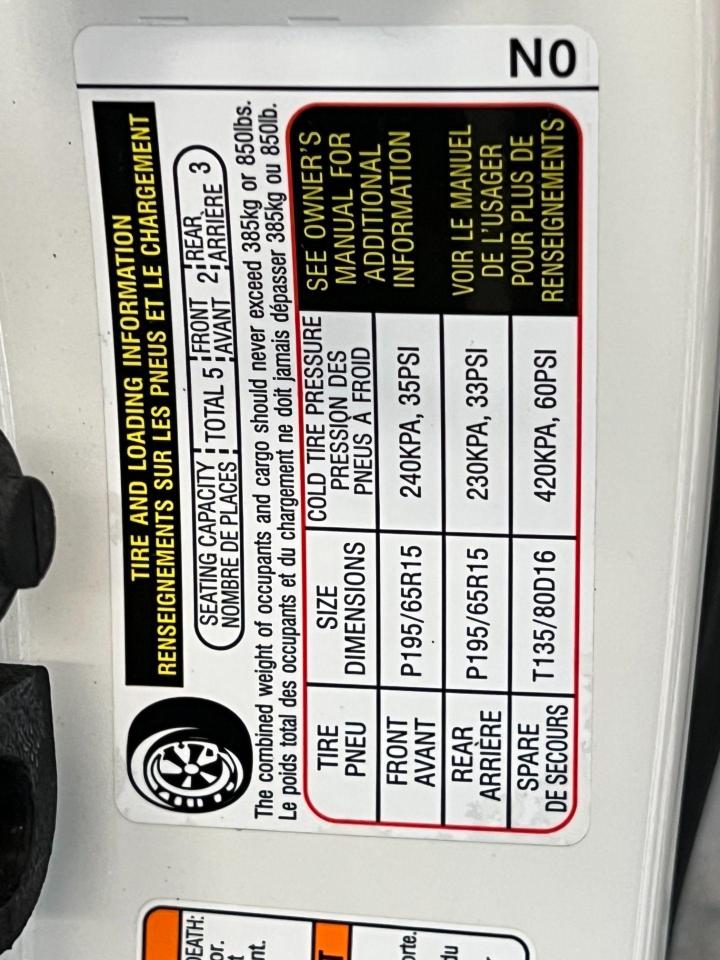 NO
TIRE AND LOADING INFORMATION
RENSEIGNEMENTS SUR LES PNEUS ET LE CHARGEMENT
SEATING CAPACITY TOTAL 5 FRONT 2 REAR 3
NOMBRE DE PLACES AVANT ARRIÈRE
The combined weight of occupants and cargo should never exceed 385kg or 850lbs.
Le poids total des occupants et du chargement ne doit jamais dépasser 385kg ou 850lb.
TIRE SIZE COLD TIRE PRESSURE
PNEU DIMENSIONS PRESSION DES
PNEUS À FROID
FRONT P195/65R15 240KPA, 35PSI
AVANT
REAR P195/65R15 230KPA, 33PSI
ARRIÈRE
SPARE T135/80D16 420KPA, 60PSI
DE SECOURS
SEE OWNER'S
MANUAL FOR
ADDITIONAL
INFORMATION
VOIR LE MANUEL
DE L'USAGER
POUR PLUS DE
RENSEIGNEMENTS